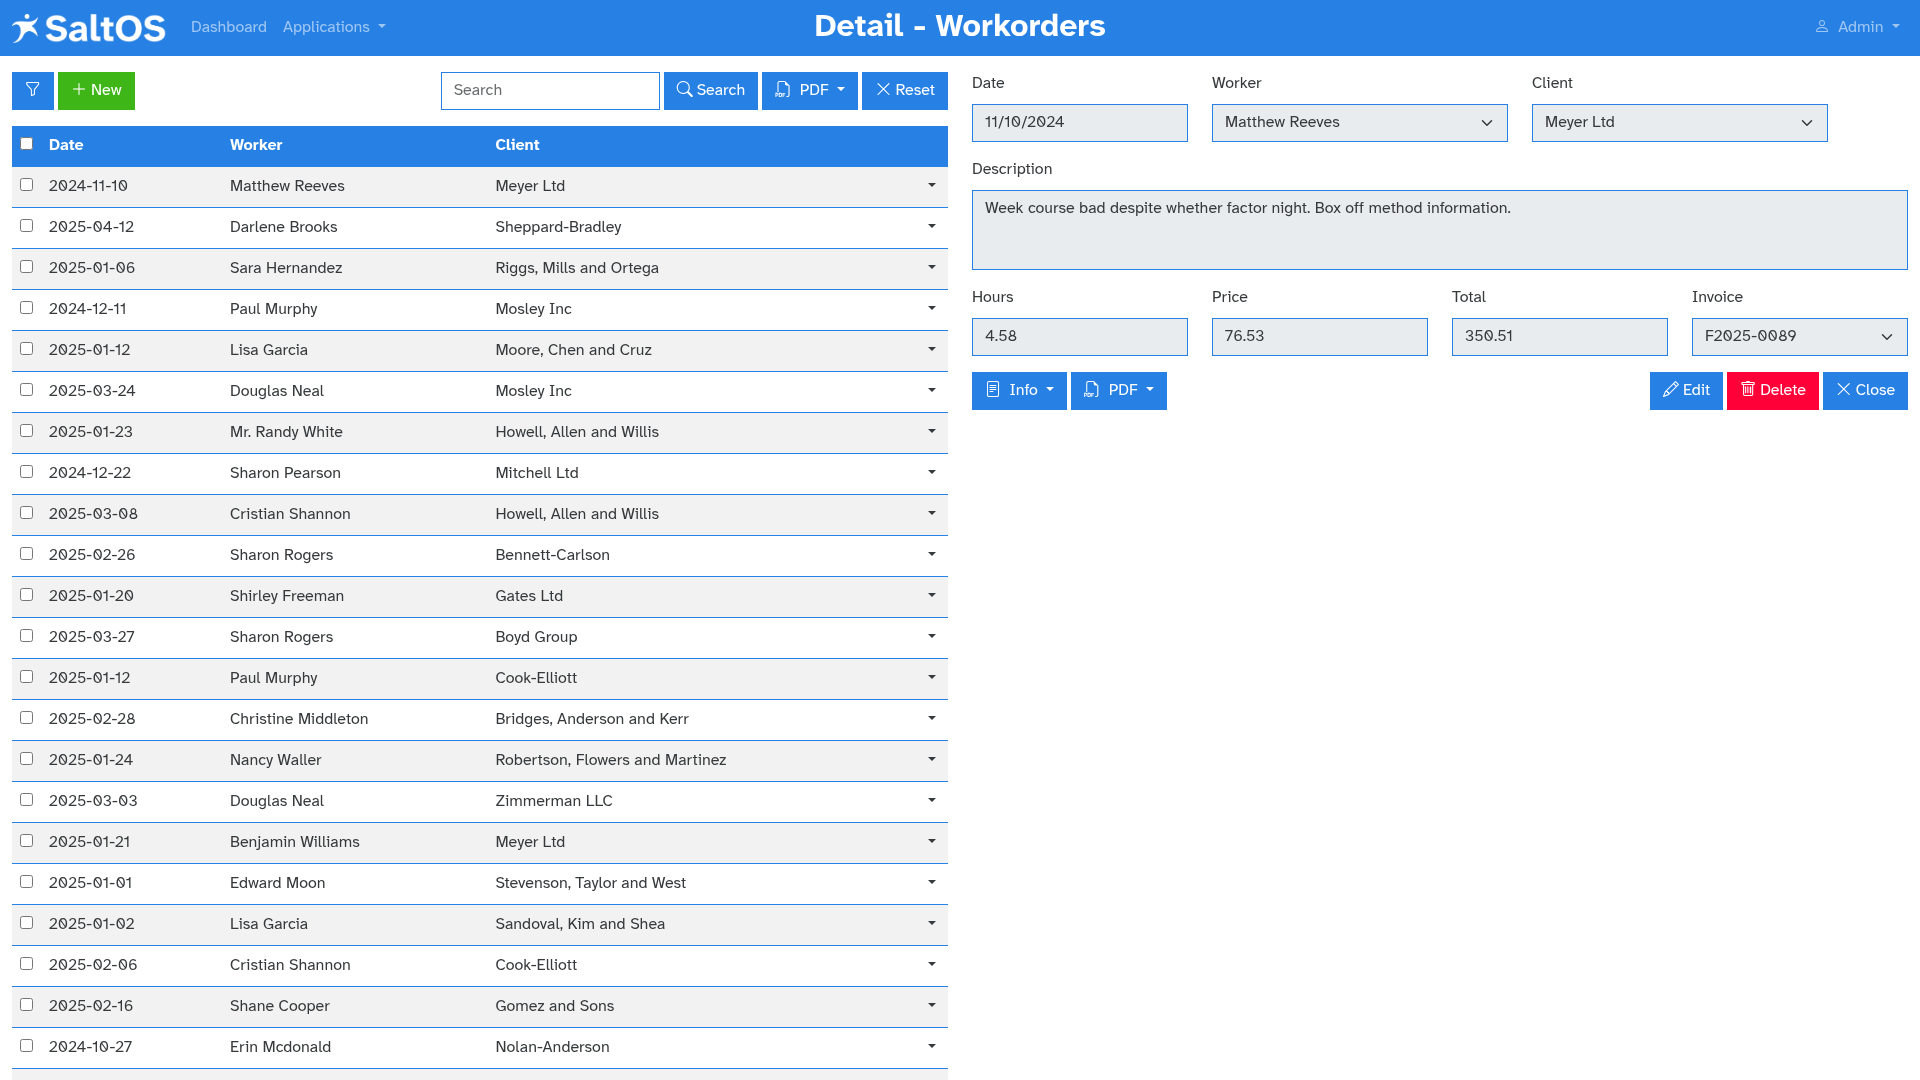 SaltOS Dashboard Applications Detail - Workorders Admin
New Search Search PDF Reset
Date Worker Client
2024-11-10 Matthew Reeves Meyer Ltd
2025-04-12 Darlene Brooks Sheppard-Bradley
2025-01-06 Sara Hernandez Riggs, Mills and Ortega
2024-12-11 Paul Murphy Mosley Inc
2025-01-12 Lisa Garcia Moore, Chen and Cruz
2025-03-24 Douglas Neal Mosley Inc
2025-01-23 Mr. Randy White Howell, Allen and Willis
2024-12-22 Sharon Pearson Mitchell Ltd
2025-03-08 Cristian Shannon Howell, Allen and Willis
2025-02-26 Sharon Rogers Bennett-Carlson
2025-01-20 Shirley Freeman Gates Ltd
2025-03-27 Sharon Rogers Boyd Group
2025-01-12 Paul Murphy Cook-Elliott
2025-02-28 Christine Middleton Bridges, Anderson and Kerr
2025-01-24 Nancy Waller Robertson, Flowers and Martinez
2025-03-03 Douglas Neal Zimmerman LLC
2025-01-21 Benjamin Williams Meyer Ltd
2025-01-01 Edward Moon Stevenson, Taylor and West
2025-01-02 Lisa Garcia Sandoval, Kim and Shea
2025-02-06 Cristian Shannon Cook-Elliott
2025-02-16 Shane Cooper Gomez and Sons
2024-10-27 Erin Mcdonald Nolan-Anderson
Date Worker Client
11/10/2024 Matthew Reeves Meyer Ltd
Description
Week course bad despite whether factor night. Box off method information.
Hours Price Total Invoice
4.58 76.53 350.51 F2025-0089
Info PDF Edit Delete Close